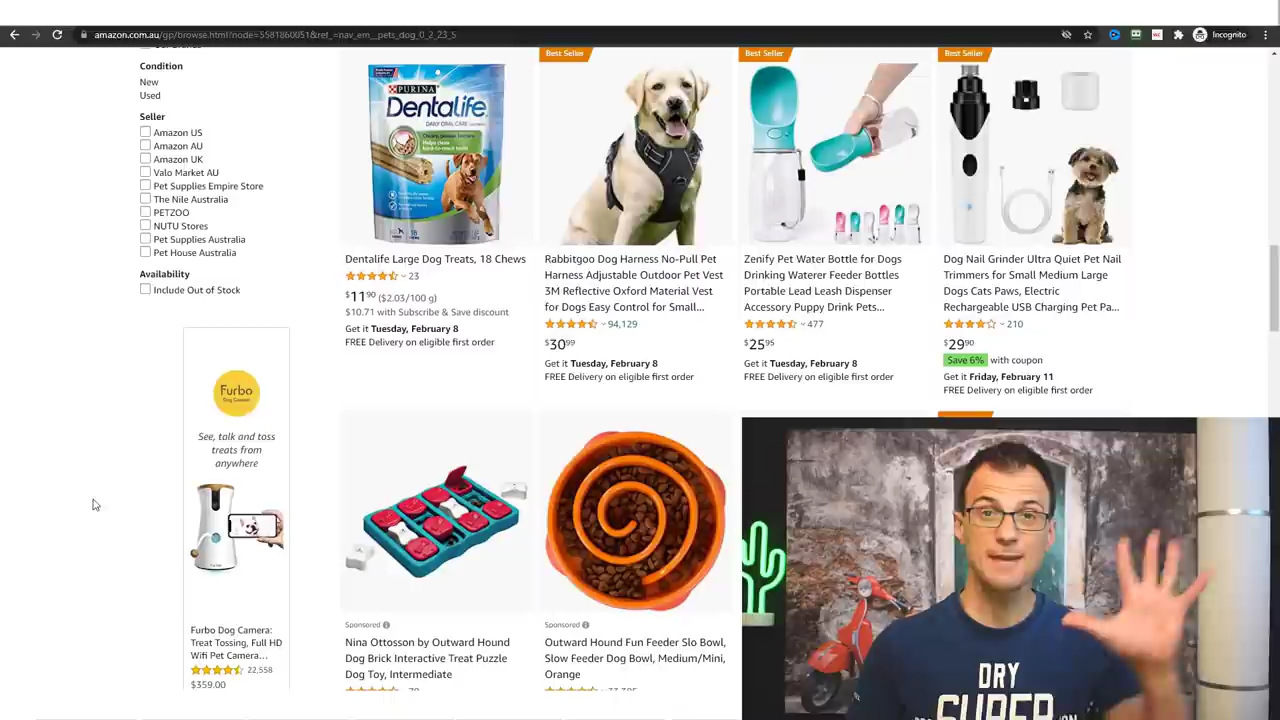 amazon.com.au/gp/browse.html?node=5581860051&ref_=nav_em__pets_dog_0_2_23_5
Incognito
Condition
New
Used
Seller
Amazon US
Amazon AU
Amazon UK
Valo Market AU
Pet Supplies Empire Store
The Nile Australia
PETZOO
NUTU Stores
Pet Supplies Australia
Pet House Australia
Availability
Include Out of Stock
Furbo
Dog Camera
See, talk and toss
treats from
anywhere
Furbo Dog Camera:
Treat Tossing, Full HD
Wifi Pet Camera...
22,558
$359.00
PURINA
DentaLife
DAILY ORAL CARE
18
Dentalife Large Dog Treats, 18 Chews
23
$11 90 ($2.03/100 g)
$10.71 with Subscribe & Save discount
Get it Tuesday, February 8
FREE Delivery on eligible first order
Best Seller
Rabbitgoo Dog Harness No-Pull Pet
Harness Adjustable Outdoor Pet Vest
3M Reflective Oxford Material Vest
for Dogs Easy Control for Small...
94,129
$30 99
Get it Tuesday, February 8
FREE Delivery on eligible first order
Best Seller
Zenify Pet Water Bottle for Dogs
Drinking Waterer Feeder Bottles
Portable Lead Leash Dispenser
Accessory Puppy Drink Pets...
477
$25 95
Get it Tuesday, February 8
FREE Delivery on eligible first order
Best Seller
Dog Nail Grinder Ultra Quiet Pet Nail
Trimmers for Small Medium Large
Dogs Cats Paws, Electric
Rechargeable USB Charging Pet Pa...
210
$29 90
Save 6% with coupon
Get it Friday, February 11
FREE Delivery on eligible first order
Sponsored
Nina Ottosson by Outward Hound
Dog Brick Interactive Treat Puzzle
Dog Toy, Intermediate
Sponsored
Outward Hound Fun Feeder Slo Bowl,
Slow Feeder Dog Bowl, Medium/Mini,
Orange
DRY
SUPER